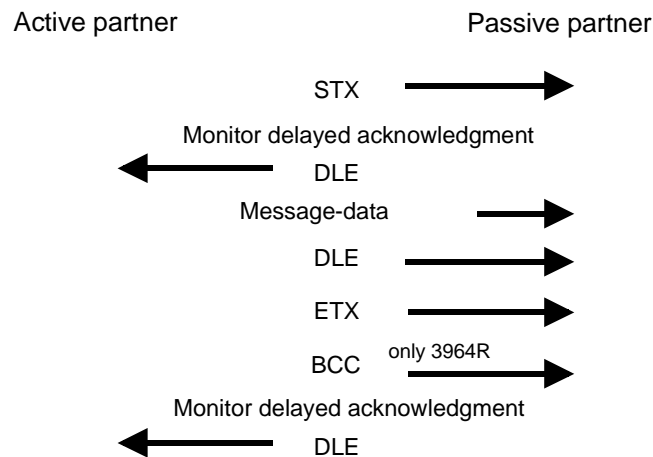 Active partner Passive partner
STX
Monitor delayed acknowledgment
DLE
Message-data
DLE
ETX
BCC only 3964R
Monitor delayed acknowledgment
DLE